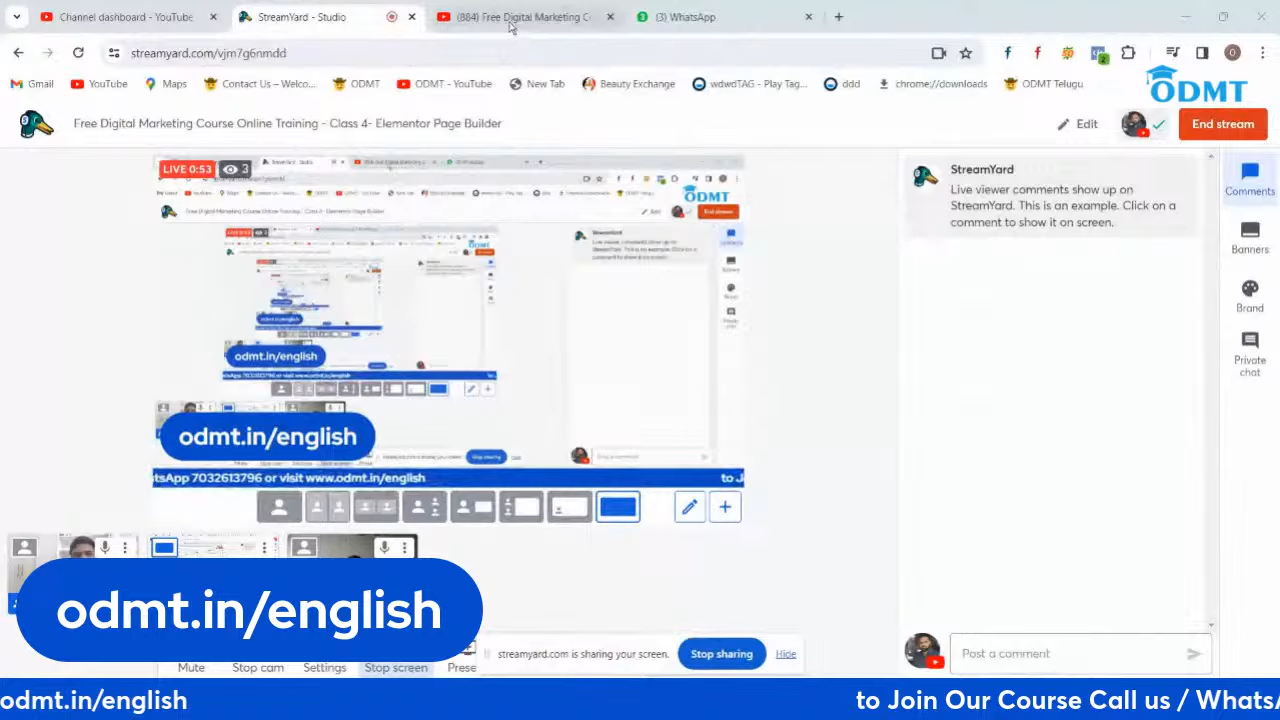 Channel dashboard - YouTube
StreamYard - Studio
(884) Free Digital Marketing C
(3) WhatsApp
streamyard.com/vjm7g6nmdd
Gmail
YouTube
Maps
Contact Us – Welco...
ODMT
ODMT - YouTube
New Tab
Beauty Exchange
wdwdTAG - Play Tag...
ddd
chrome://downloads
ODMT Telugu
ODMT
Free Digital Marketing Course Online Training - Class 4- Elementor Page Builder
Edit
End stream
LIVE 0:53
3
StreamYard
Live viewer comments show up on
StreamYard. This is an example. Click on a
comment to show it on screen.
Comments
Banners
Brand
Private
chat
ODMT
odmt.in/english
odmt.in/english
tsApp 7032613796 or visit www.odmt.in/english
to J
odmt.in/english
Mute
Stop cam
Settings
Stop screen
Prese
streamyard.com is sharing your screen.
Stop sharing
Hide
Post a comment
odmt.in/english
to Join Our Course Call us / WhatsA